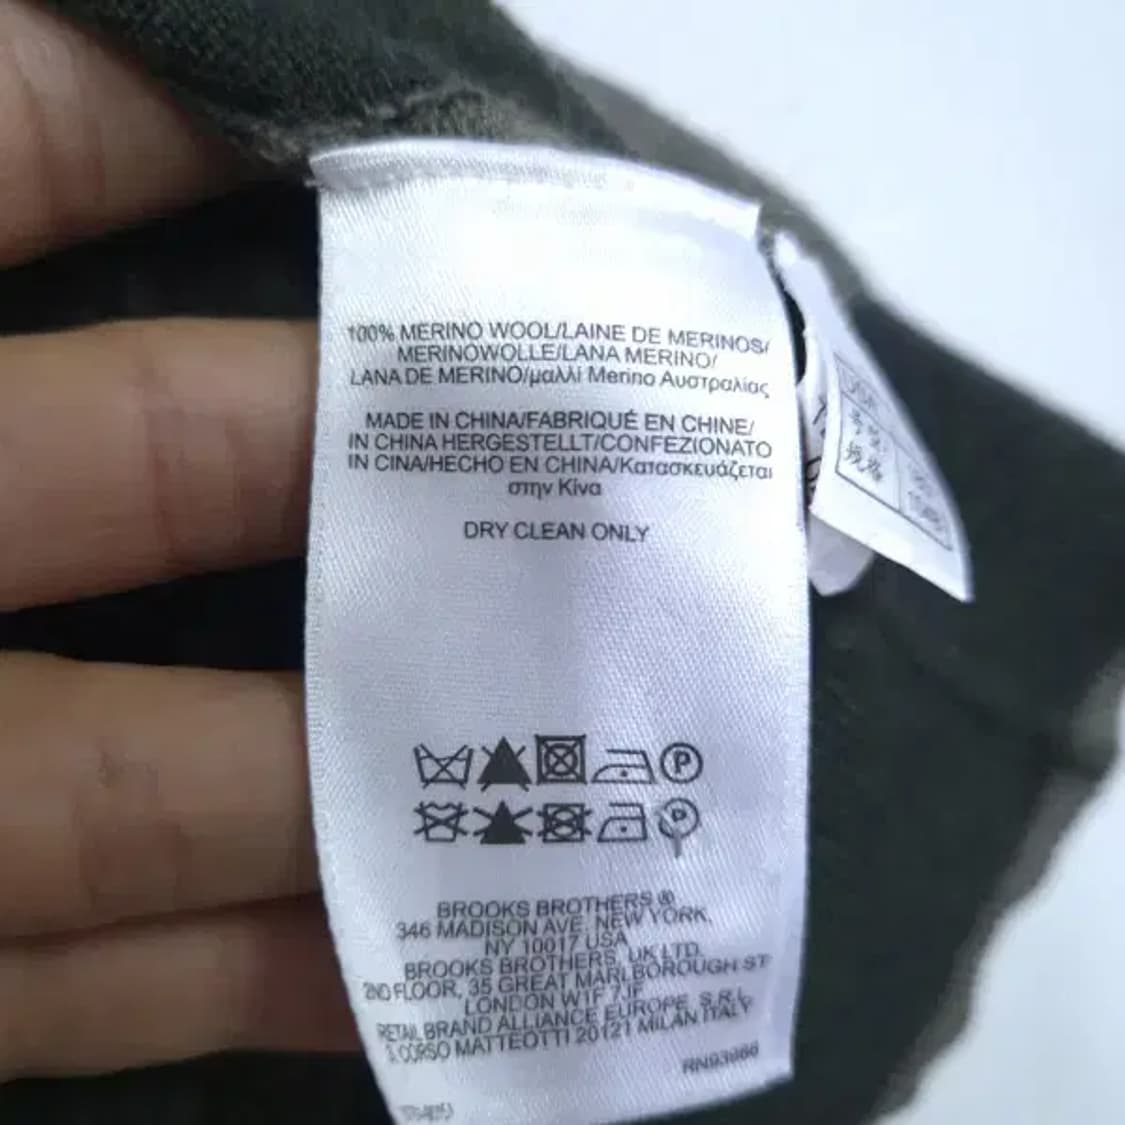 100% MERINO WOOL/LAINE DE MERINOS/
MERINOWOLLE/LANA MERINO/
LANA DE MERINO/μαλλί Merino Αυστραλίας
MADE IN CHINA/FABRIQUÉ EN CHINE/
IN CHINA HERGESTELLT/CONFEZIONATO
IN CINA/HECHO EN CHINA/Κατασκευάζεται
στην Κίνα
DRY CLEAN ONLY
P
P
BROOKS BROTHERS ®
346 MADISON AVE, NEW YORK,
NY 10017 USA
BROOKS BROTHERS, UK LTD.
2ND FLOOR, 35 GREAT MARLBOROUGH ST
LONDON W1F 7JF
RETAIL BRAND ALLIANCE EUROPE, S.R.L.
CORSO MATTEOTTI 20121 MILAN ITALY
规格